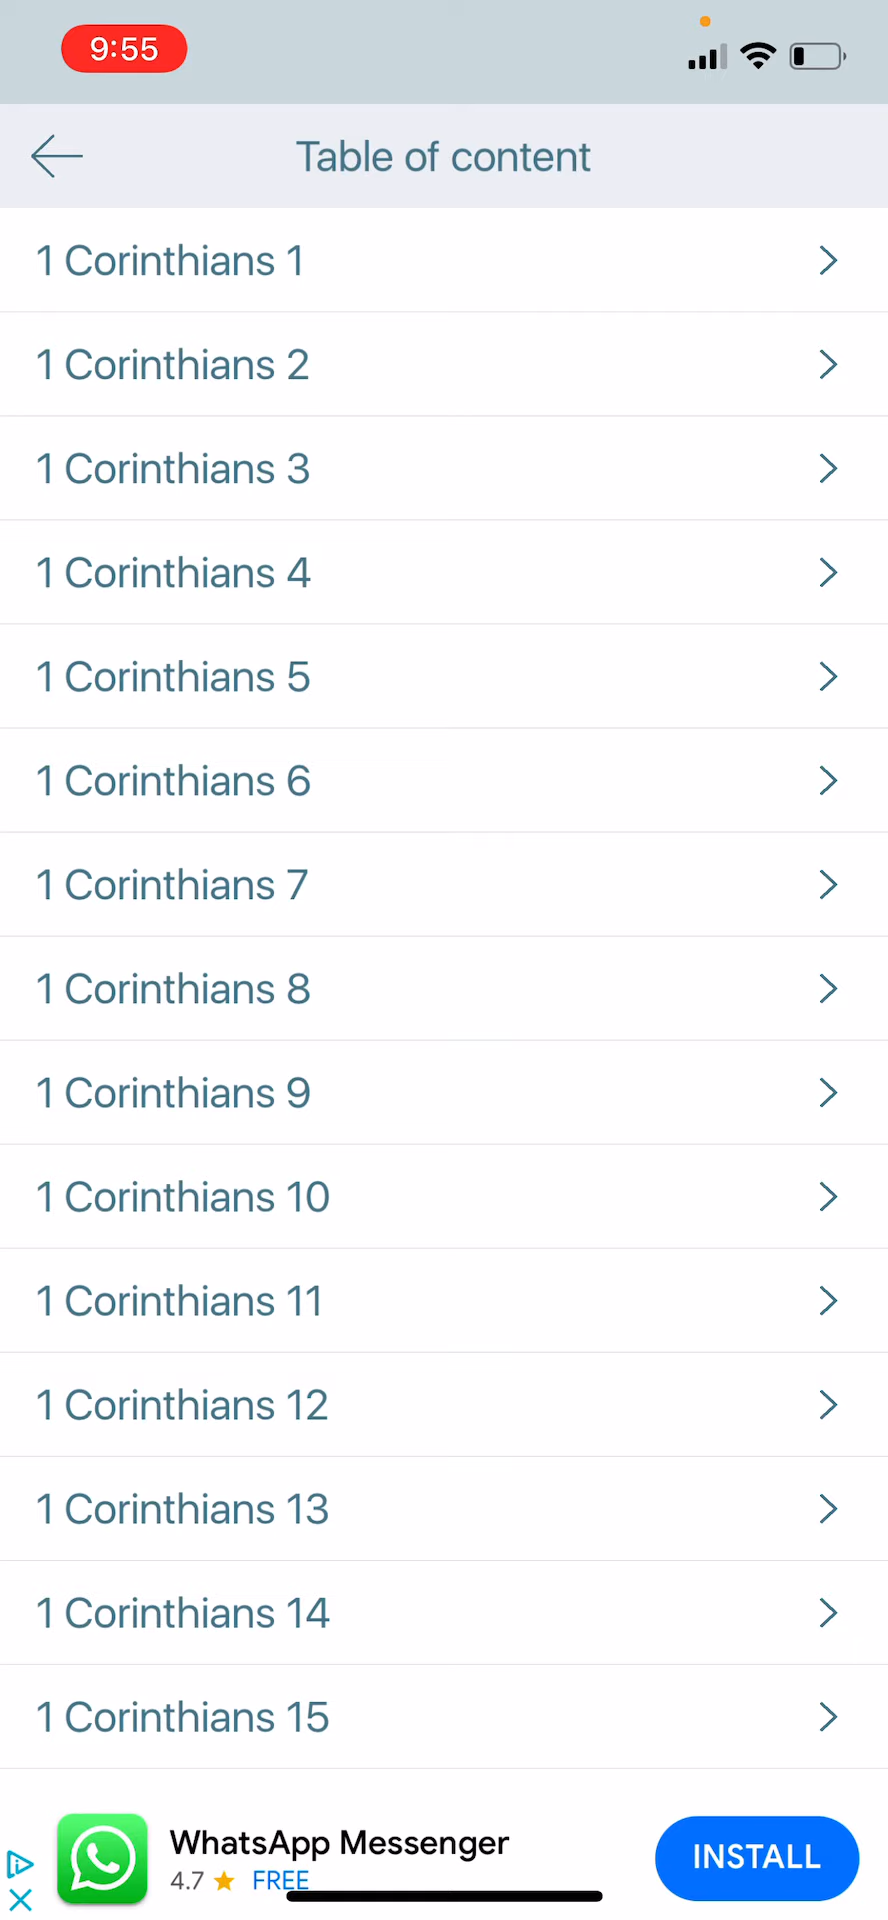 9:55
Table of content
1 Corinthians 1
1 Corinthians 2
1 Corinthians 3
1 Corinthians 4
1 Corinthians 5
1 Corinthians 6
1 Corinthians 7
1 Corinthians 8
1 Corinthians 9
1 Corinthians 10
1 Corinthians 11
1 Corinthians 12
1 Corinthians 13
1 Corinthians 14
1 Corinthians 15
WhatsApp Messenger
4.7 ★ FREE
INSTALL